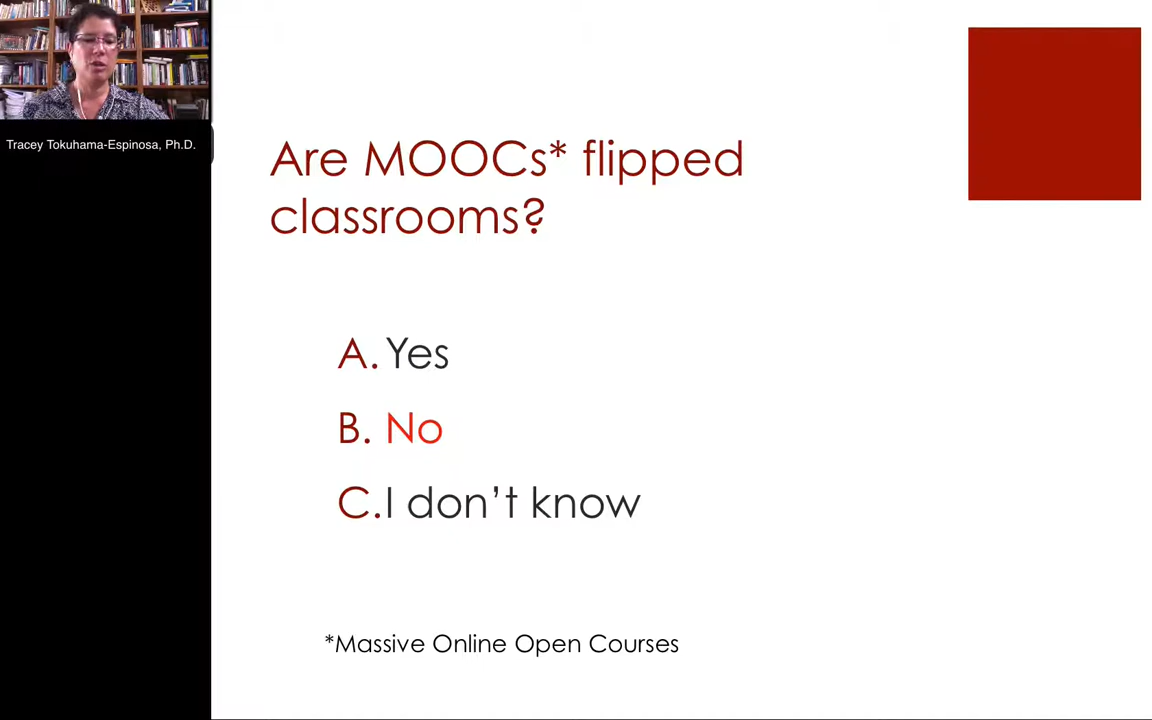 Tracey Tokuhama-Espinosa, Ph.D.
Are MOOCs* flipped
classrooms?
A. Yes
B. No
C. I don’t know
*Massive Online Open Courses